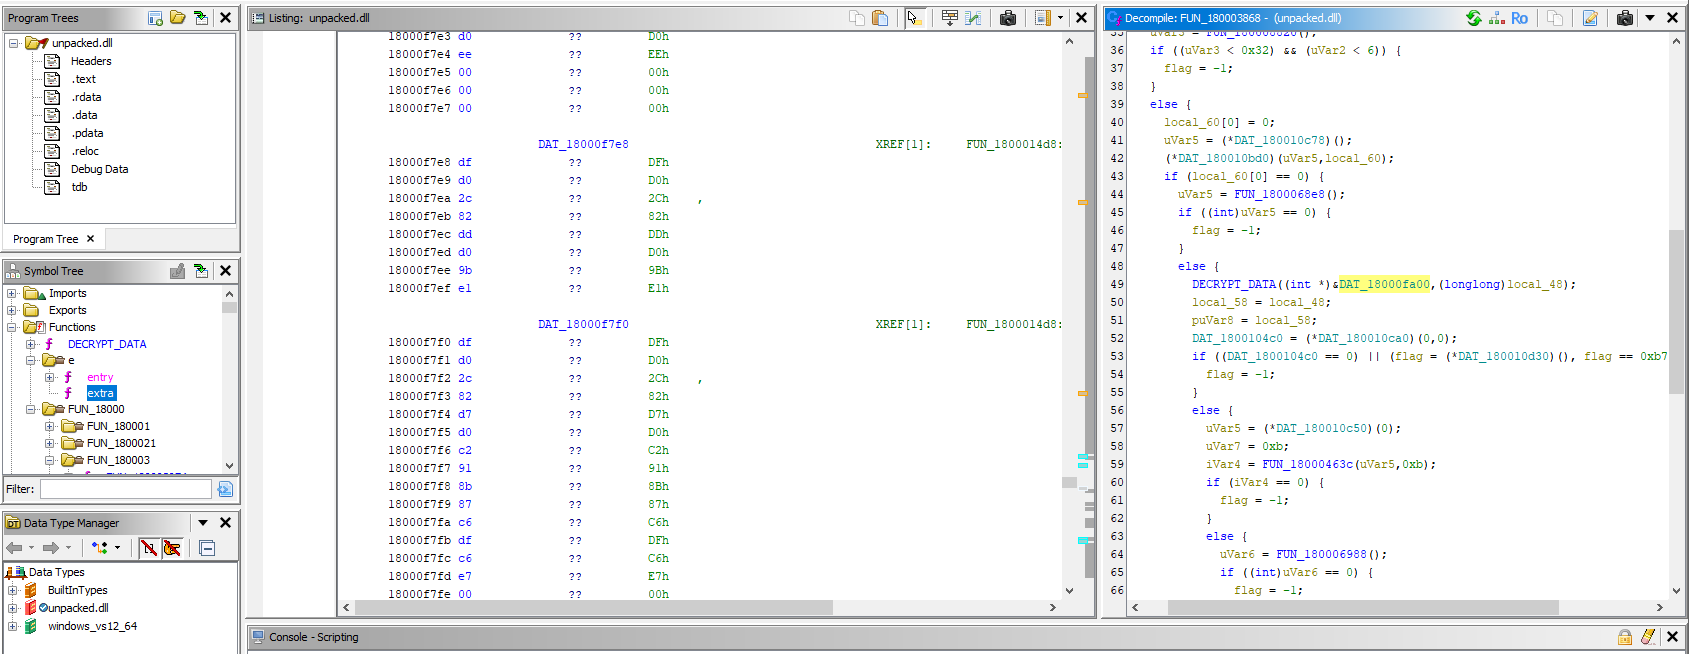 Program Trees
unpacked.dll
Headers
.text
.rdata
.data
.pdata
.reloc
Debug Data
tdb
Program Tree
Symbol Tree
Imports
Exports
Functions
f DECRYPT_DATA
e
f entry
f extra
FUN_18000
FUN_180001
FUN_1800021
FUN_180003
Filter:
Data Type Manager
Data Types
BuiltInTypes
unpacked.dll
windows_vs12_64
Listing: unpacked.dll
18000f7e3 d0 ?? D0h
18000f7e4 ee ?? EEh
18000f7e5 00 ?? 00h
18000f7e6 00 ?? 00h
18000f7e7 00 ?? 00h
DAT_18000f7e8 XREF[1]: FUN_1800014d8:
18000f7e8 df ?? DFh
18000f7e9 d0 ?? D0h
18000f7ea 2c ?? 2Ch ,
18000f7eb 82 ?? 82h
18000f7ec dd ?? DDh
18000f7ed d0 ?? D0h
18000f7ee 9b ?? 9Bh
18000f7ef e1 ?? E1h
DAT_18000f7f0 XREF[1]: FUN_1800014d8:
18000f7f0 df ?? DFh
18000f7f1 d0 ?? D0h
18000f7f2 2c ?? 2Ch ,
18000f7f3 82 ?? 82h
18000f7f4 d7 ?? D7h
18000f7f5 d0 ?? D0h
18000f7f6 c2 ?? C2h
18000f7f7 91 ?? 91h
18000f7f8 8b ?? 8Bh
18000f7f9 87 ?? 87h
18000f7fa c6 ?? C6h
18000f7fb df ?? DFh
18000f7fc c6 ?? C6h
18000f7fd e7 ?? E7h
18000f7fe 00 ?? 00h
Decompile: FUN_180003868 - (unpacked.dll)
Ro
36 if ((uVar3 < 0x32) && (uVar2 < 6)) {
37 flag = -1;
38 }
39 else {
40 local_60[0] = 0;
41 uVar5 = (*DAT_180010c78)();
42 (*DAT_180010bd0)(uVar5,local_60);
43 if (local_60[0] == 0) {
44 uVar5 = FUN_1800068e8();
45 if ((int)uVar5 == 0) {
46 flag = -1;
47 }
48 else {
49 DECRYPT_DATA((int *)&DAT_18000fa00,(longlong)local_48);
50 local_58 = local_48;
51 puVar8 = local_58;
52 DAT_1800104c0 = (*DAT_180010ca0)(0,0);
53 if ((DAT_1800104c0 == 0) || (flag = (*DAT_180010d30)(), flag == 0xb7
54 flag = -1;
55 }
56 else {
57 uVar5 = (*DAT_180010c50)(0);
58 uVar7 = 0xb;
59 iVar4 = FUN_18000463c(uVar5,0xb);
60 if (iVar4 == 0) {
61 flag = -1;
62 }
63 else {
64 uVar6 = FUN_180006988();
65 if ((int)uVar6 == 0) {
66 flag = -1;
Console - Scripting